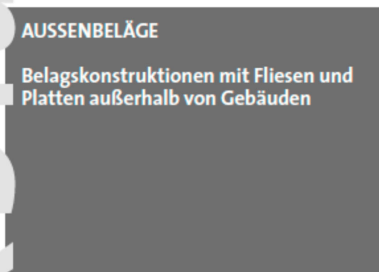 AUSSENBELÄGE
Belagskonstruktionen mit Fliesen und
Platten außerhalb von Gebäuden